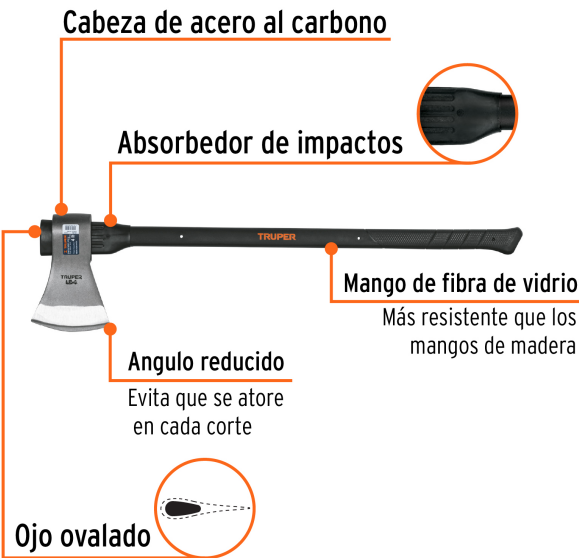 Cabeza de acero al carbono
Absorbedor de impactos
TRUPER
TRUPER
Mango de fibra de vidrio
Más resistente que los
mangos de madera
Angulo reducido
Evita que se atore
en cada corte
Ojo ovalado